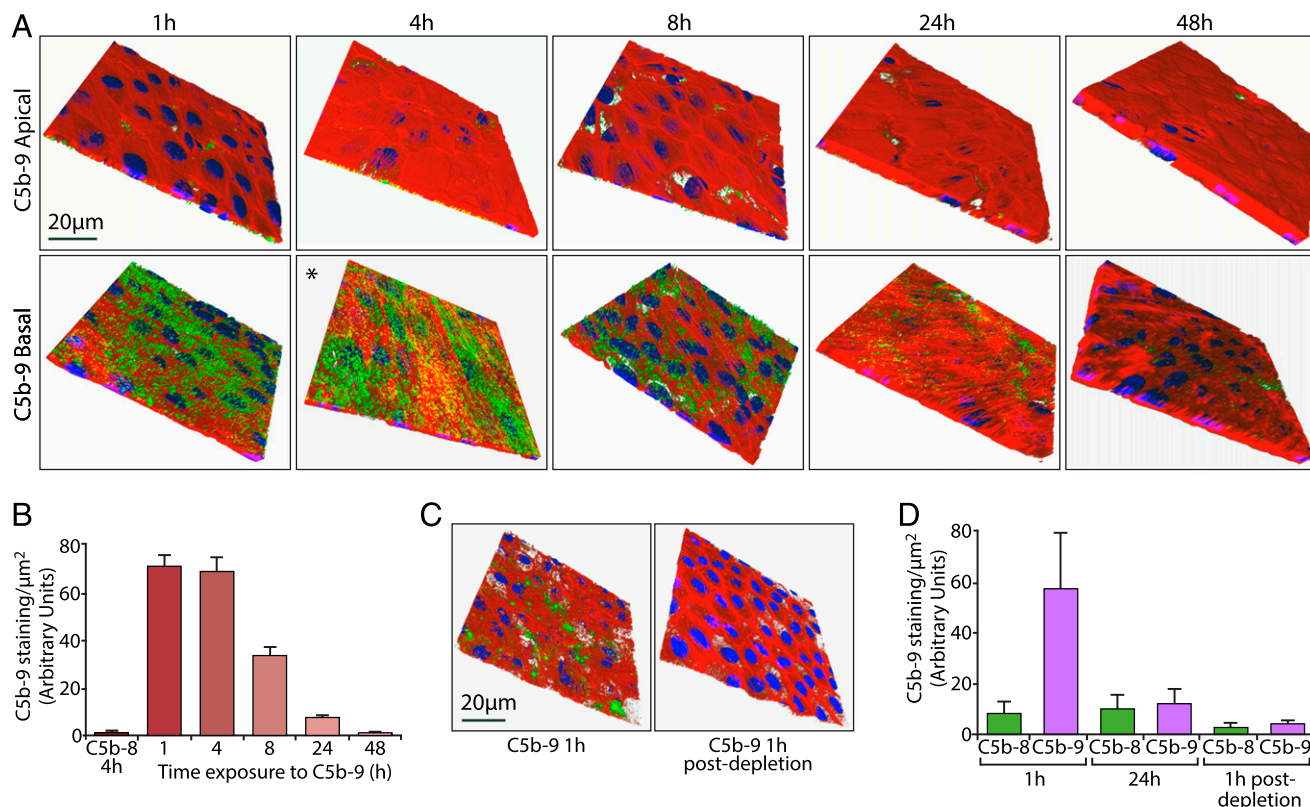 A
1h 4h 8h 24h 48h
C5b-9 Apical
20μm
C5b-9 Basal
*
B
C5b-9 staining/μm²
(Arbitrary Units)
80
60
40
20
0
C5b-8 1 4 8 24 48
4h
Time exposure to C5b-9 (h)
C
20μm
C5b-9 1h
C5b-9 1h
post-depletion
D
C5b-9 staining/μm²
(Arbitrary Units)
80
60
40
20
0
C5b-8 C5b-9 C5b-8 C5b-9 C5b-8 C5b-9
1h 24h 1h post-
depletion